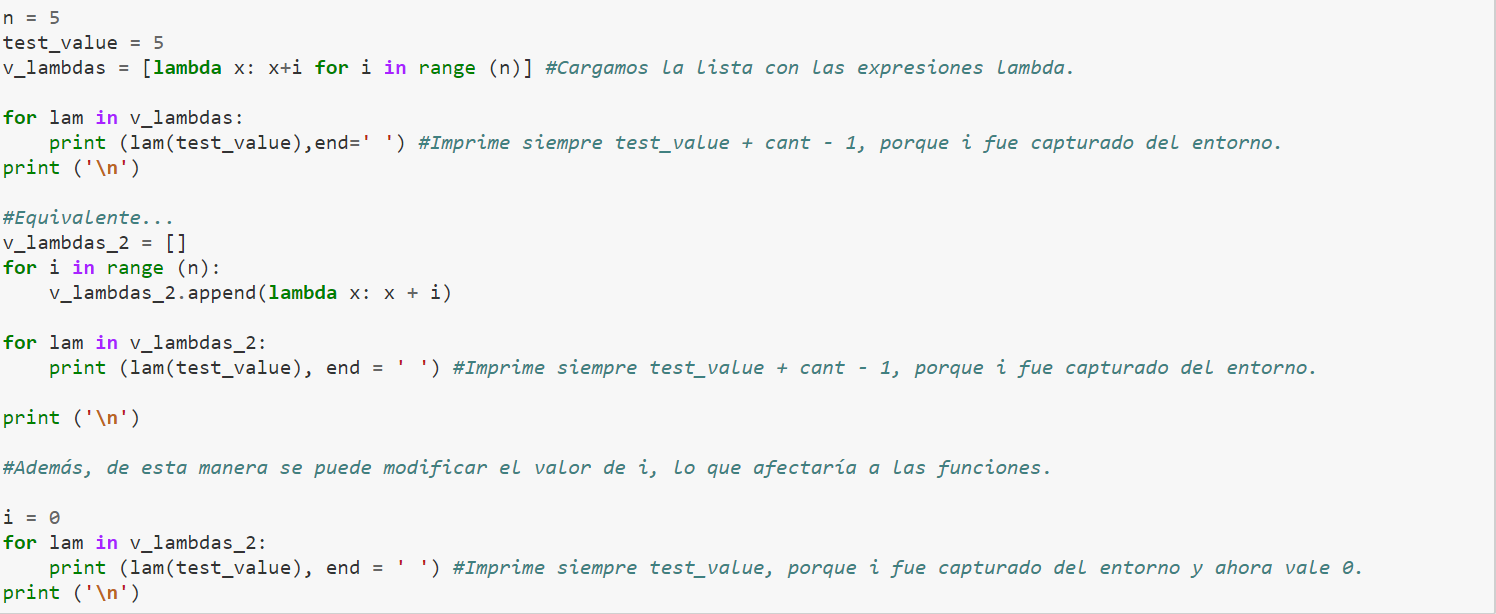 n = 5
test_value = 5
v_lambdas = [lambda x: x+i for i in range (n)] #Cargamos la lista con las expresiones lambda.
for lam in v_lambdas:
    print (lam(test_value),end=' ') #Imprime siempre test_value + cant - 1, porque i fue capturado del entorno.
print ('\n')
#Equivalente...
v_lambdas_2 = []
for i in range (n):
    v_lambdas_2.append(lambda x: x + i)
for lam in v_lambdas_2:
    print (lam(test_value), end = ' ') #Imprime siempre test_value + cant - 1, porque i fue capturado del entorno.
print ('\n')
#Además, de esta manera se puede modificar el valor de i, lo que afectaría a las funciones.
i = 0
for lam in v_lambdas_2:
    print (lam(test_value), end = ' ') #Imprime siempre test_value, porque i fue capturado del entorno y ahora vale 0.
print ('\n')